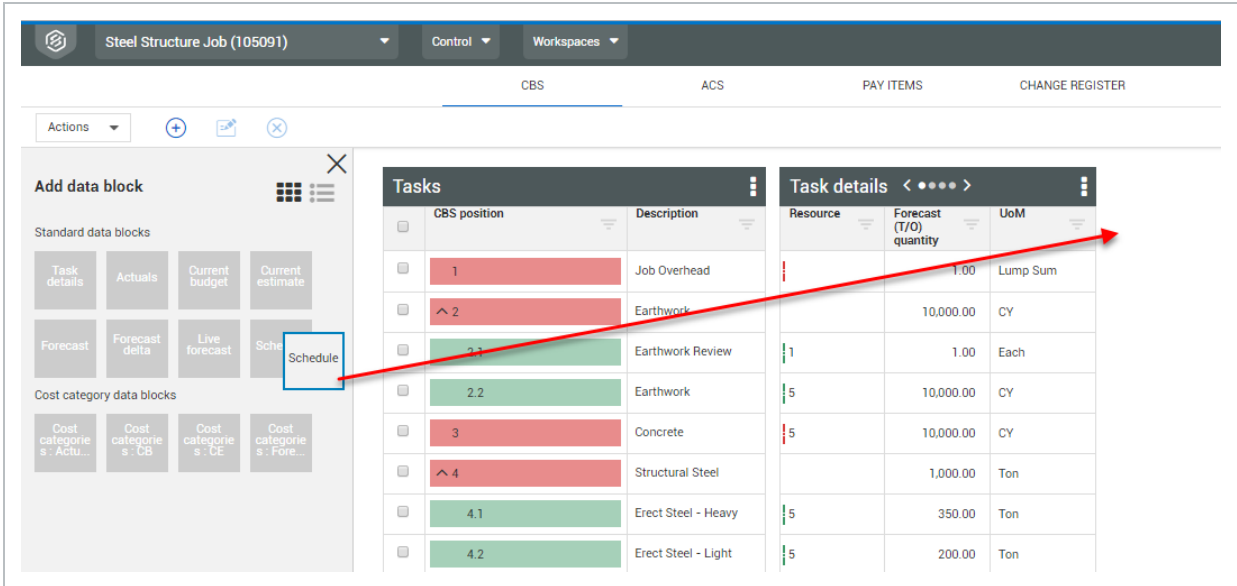 Steel Structure Job (105091)
Control
Workspaces
CBS
ACS
PAY ITEMS
CHANGE REGISTER
Actions
Add data block
Standard data blocks
Task
details
Actuals
Current
budget
Current
estimate
Forecast
Forecast
delta
Live
forecast
Sche
Schedule
Cost category data blocks
Cost
categorie
s : Actu...
Cost
categorie
s : CB
Cost
categorie
s : CE
Cost
categorie
s : Fore...
Tasks
Task details
CBS position
Description
Resource
Forecast
(T/O)
quantity
UoM
1 Job Overhead 1.00 Lump Sum
2 Earthwork 10,000.00 CY
2.1 Earthwork Review 1 1.00 Each
2.2 Earthwork 5 10,000.00 CY
3 Concrete 5 10,000.00 CY
4 Structural Steel 1,000.00 Ton
4.1 Erect Steel - Heavy 5 350.00 Ton
4.2 Erect Steel - Light 5 200.00 Ton